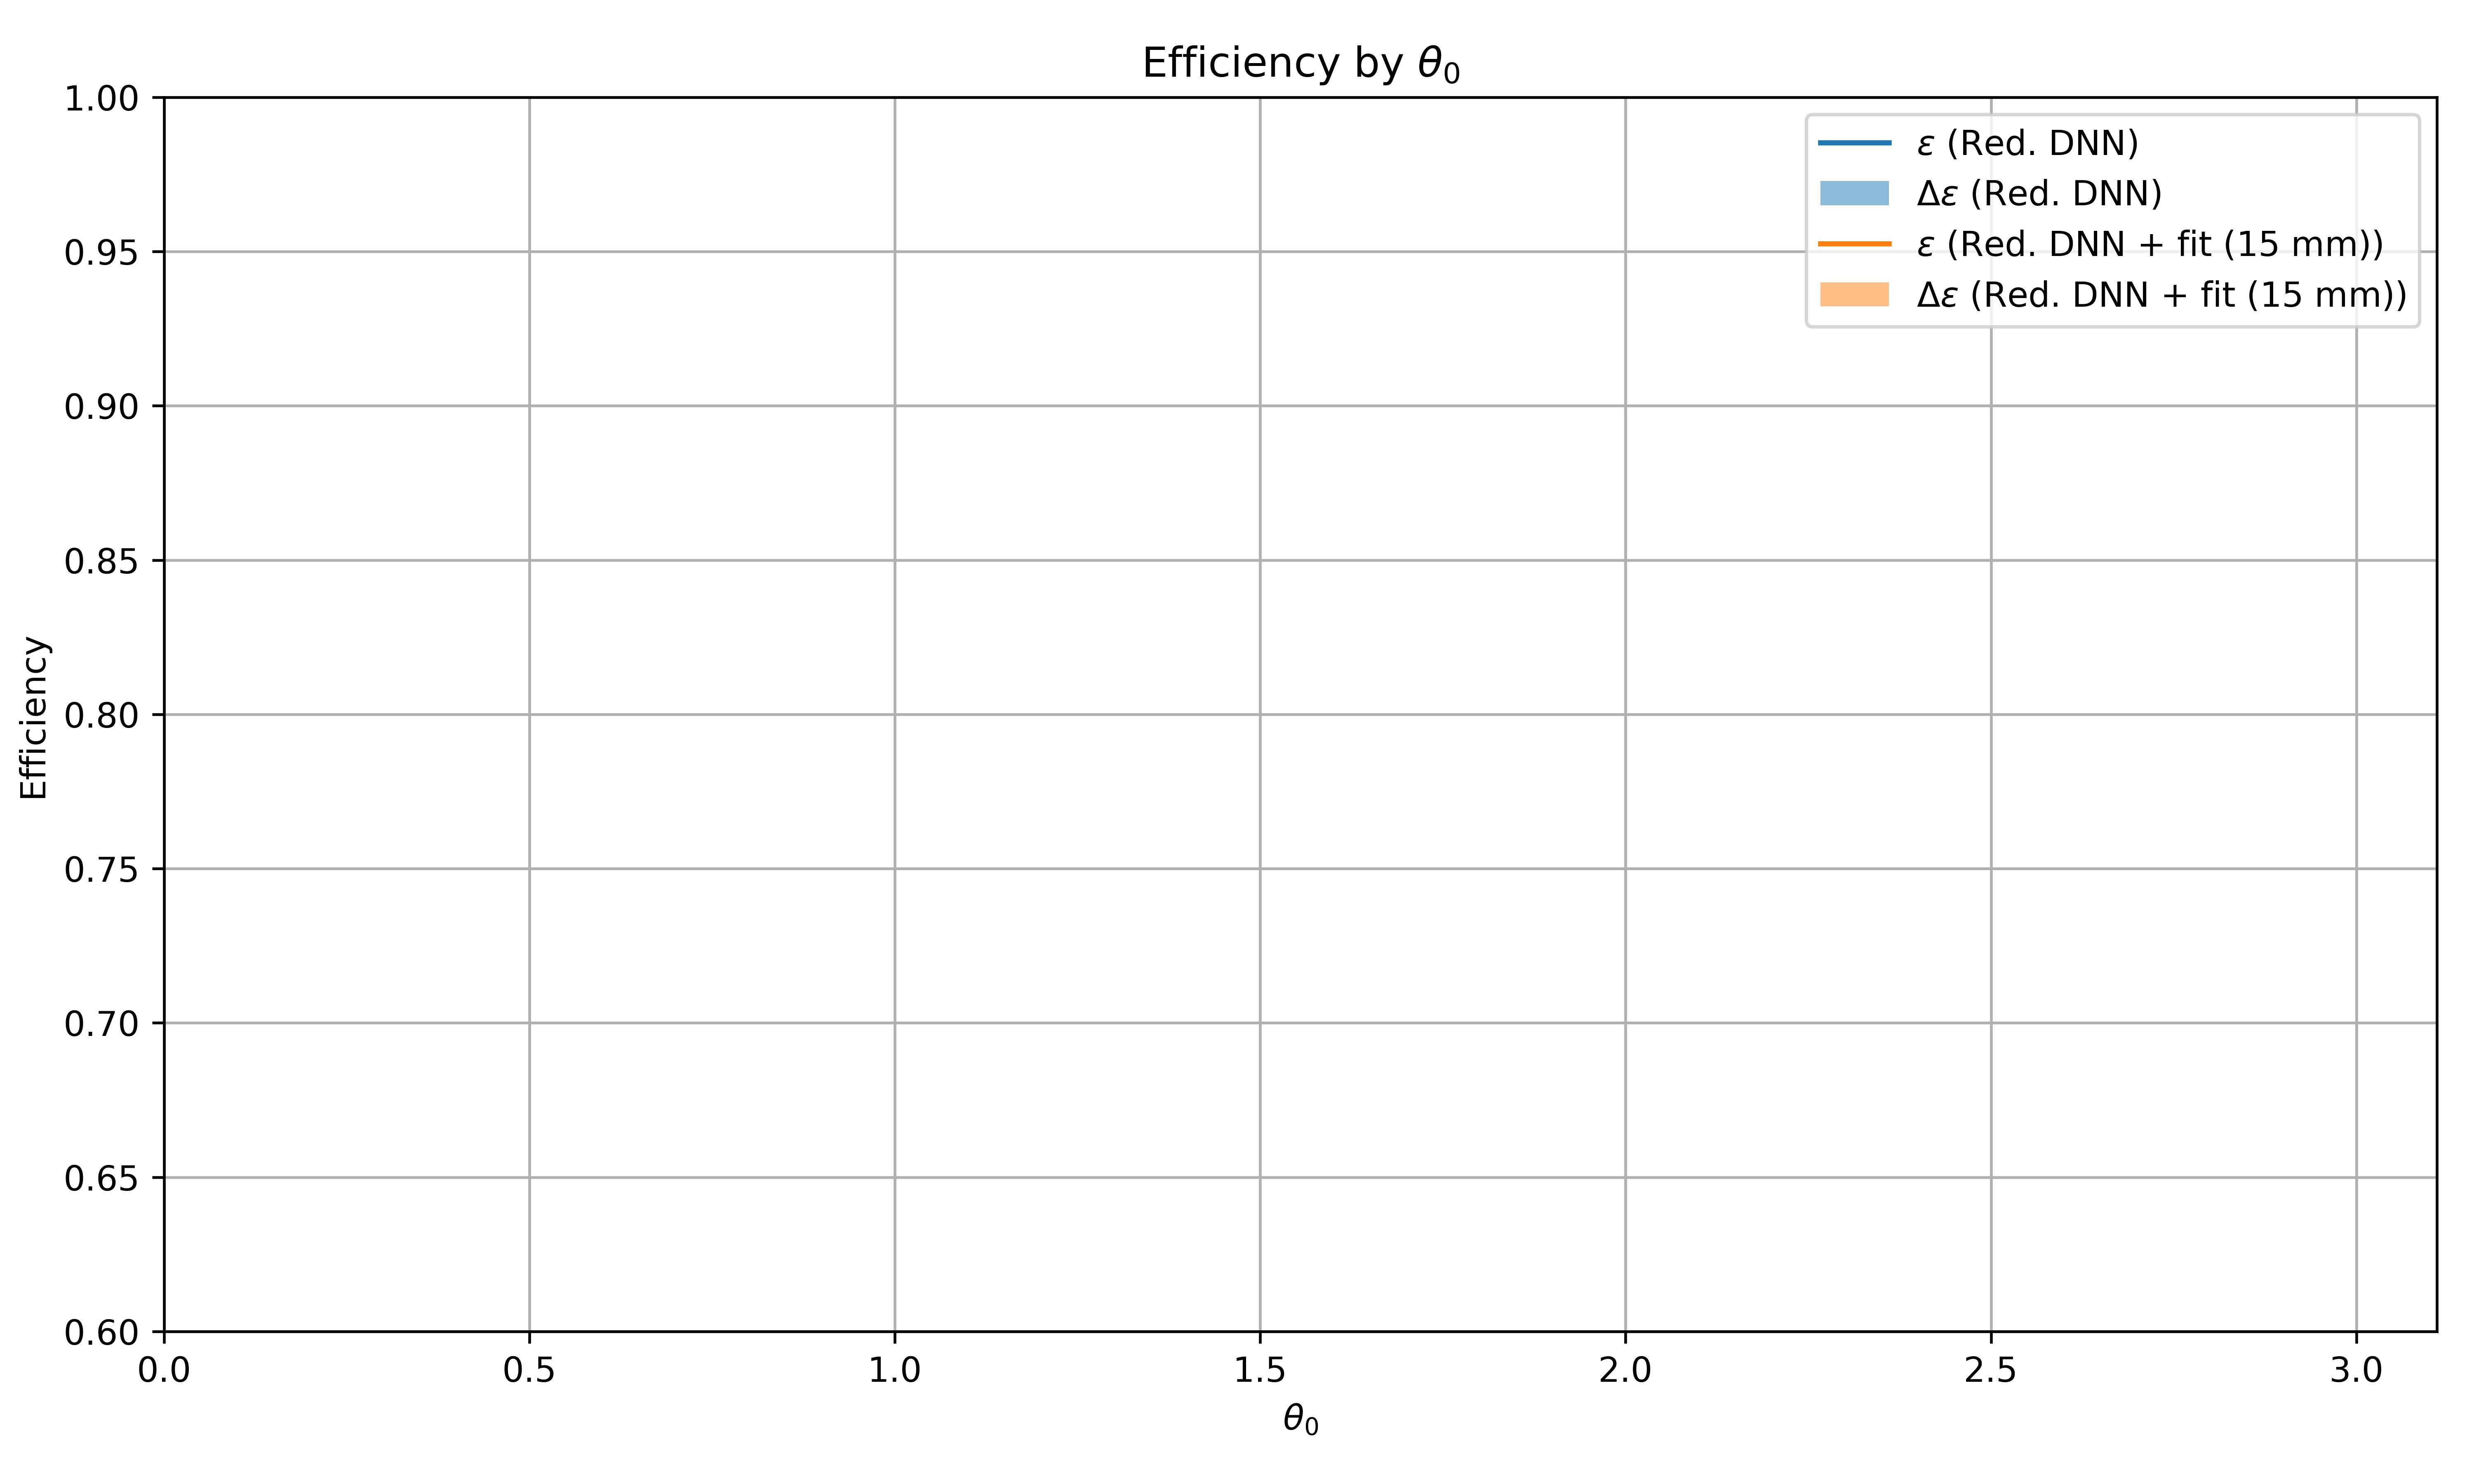 Efficiency by θ₀
1.00
0.95
0.90
0.85
0.80
0.75
0.70
0.65
0.60
Efficiency
ε (Red. DNN)
Δε (Red. DNN)
ε (Red. DNN + fit (15 mm))
Δε (Red. DNN + fit (15 mm))
0.0 0.5 1.0 1.5 2.0 2.5 3.0
θ₀